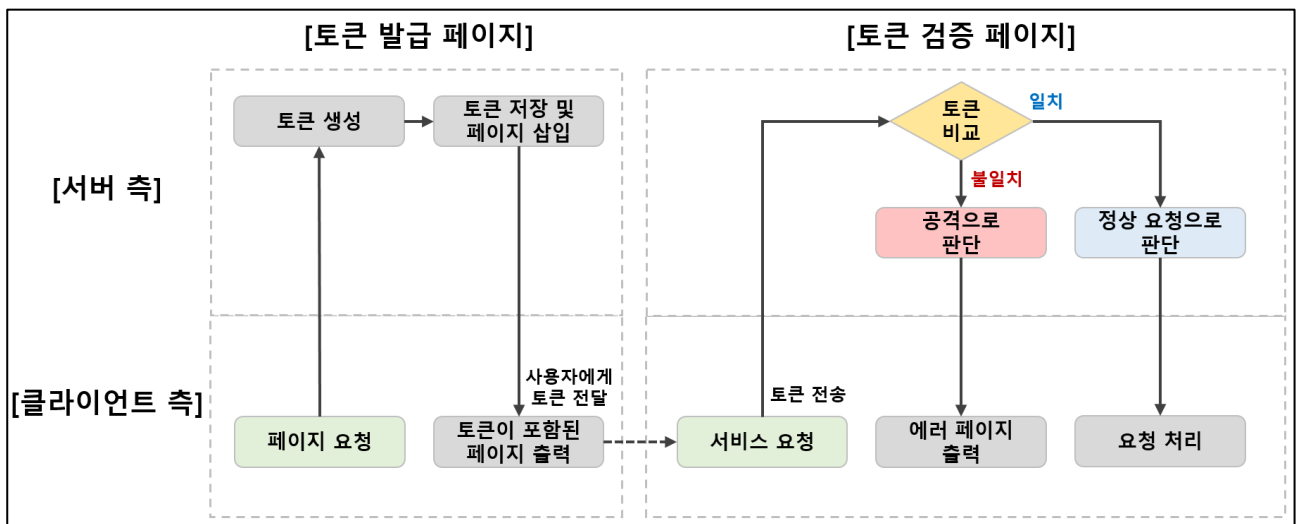 [토큰 발급 페이지]
[토큰 검증 페이지]
[서버 측]
토큰 생성
토큰 저장 및
페이지 삽입
토큰
비교
일치
불일치
공격으로
판단
정상 요청으로
판단
[클라이언트 측]
사용자에게
토큰 전달
토큰 전송
페이지 요청
토큰이 포함된
페이지 출력
서비스 요청
에러 페이지
출력
요청 처리